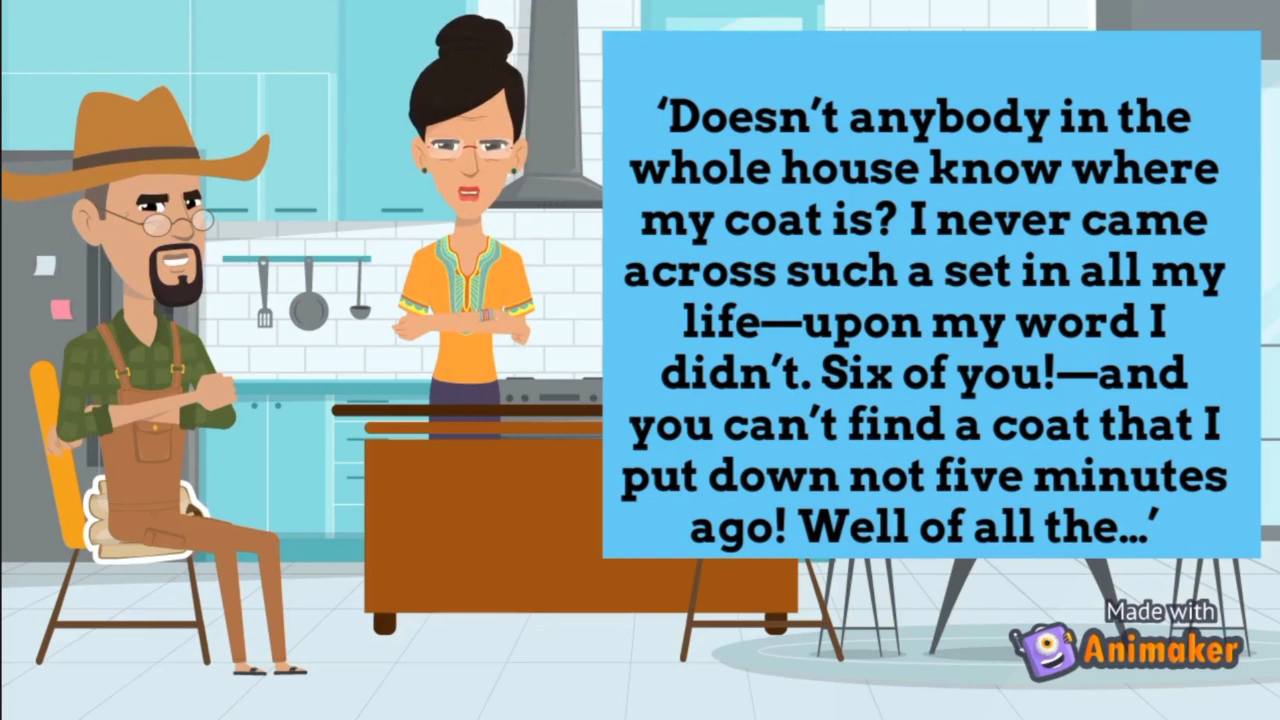 ‘Doesn’t anybody in the
whole house know where
my coat is? I never came
across such a set in all my
life—upon my word I
didn’t. Six of you!—and
you can’t find a coat that I
put down not five minutes
ago! Well of all the...’
Made with
Animaker